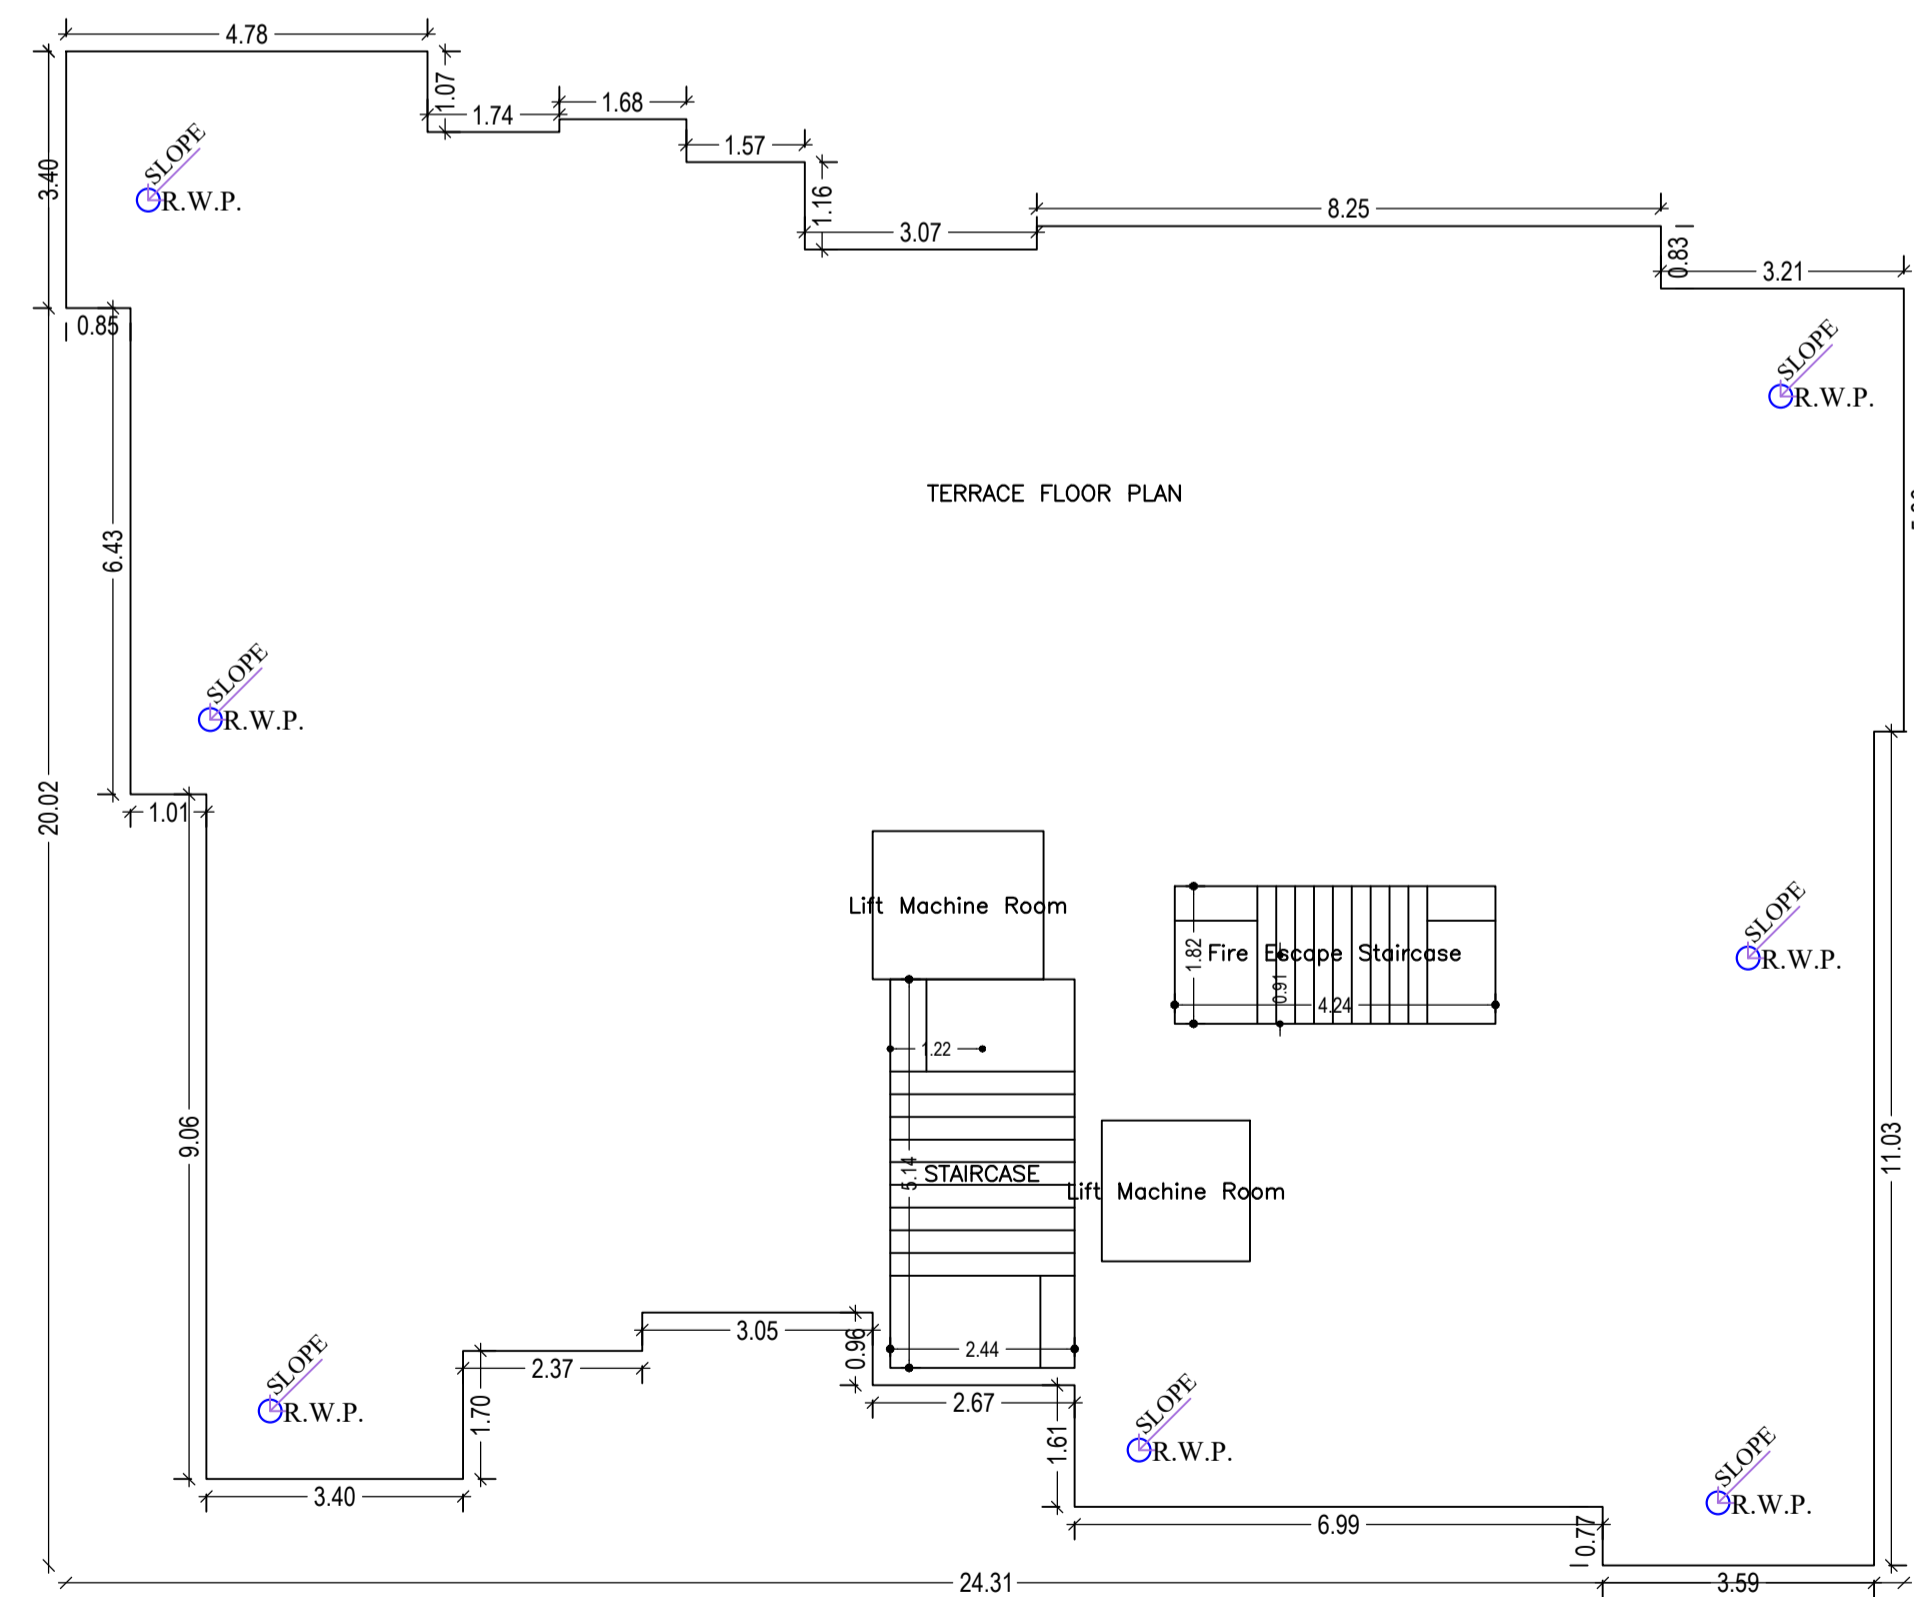 4.78
1.07
1.74
1.68
1.57
1.16
3.07
8.25
0.83
3.21
3.40
SLOPE
R.W.P.
0.85
SLOPE
R.W.P.
TERRACE FLOOR PLAN
6.43
SLOPE
R.W.P.
20.02
1.01
Lift Machine Room
1.82
Fire Escape Staircase
0.91
4.24
SLOPE
R.W.P.
1.22
9.06
5.14
STAIRCASE
Lift Machine Room
11.03
3.05
0.96
2.44
2.37
SLOPE
R.W.P.
1.70
2.67
1.61
SLOPE
R.W.P.
SLOPE
R.W.P.
3.40
6.99
0.77
24.31
3.59